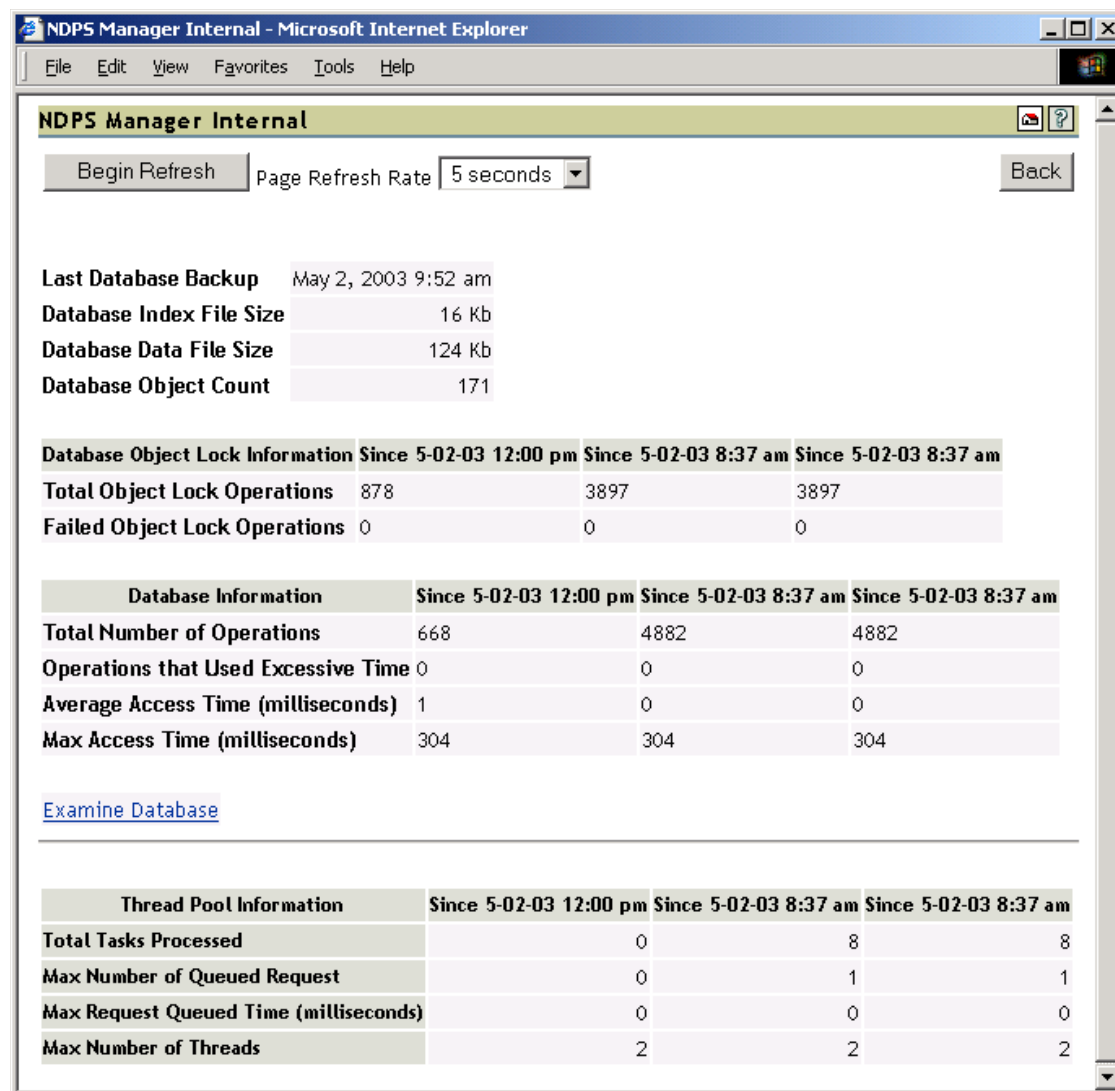 NDPS Manager Internal - Microsoft Internet Explorer
File Edit View Favorites Tools Help
NDPS Manager Internal
Begin Refresh Page Refresh Rate 5 seconds Back
Last Database Backup May 2, 2003 9:52 am
Database Index File Size 16 Kb
Database Data File Size 124 Kb
Database Object Count 171
Database Object Lock Information Since 5-02-03 12:00 pm Since 5-02-03 8:37 am Since 5-02-03 8:37 am
Total Object Lock Operations 878 3897 3897
Failed Object Lock Operations 0 0 0
Database Information Since 5-02-03 12:00 pm Since 5-02-03 8:37 am Since 5-02-03 8:37 am
Total Number of Operations 668 4882 4882
Operations that Used Excessive Time 0 0 0
Average Access Time (milliseconds) 1 0 0
Max Access Time (milliseconds) 304 304 304
Examine Database
Thread Pool Information Since 5-02-03 12:00 pm Since 5-02-03 8:37 am Since 5-02-03 8:37 am
Total Tasks Processed 0 8 8
Max Number of Queued Request 0 1 1
Max Request Queued Time (milliseconds) 0 0 0
Max Number of Threads 2 2 2